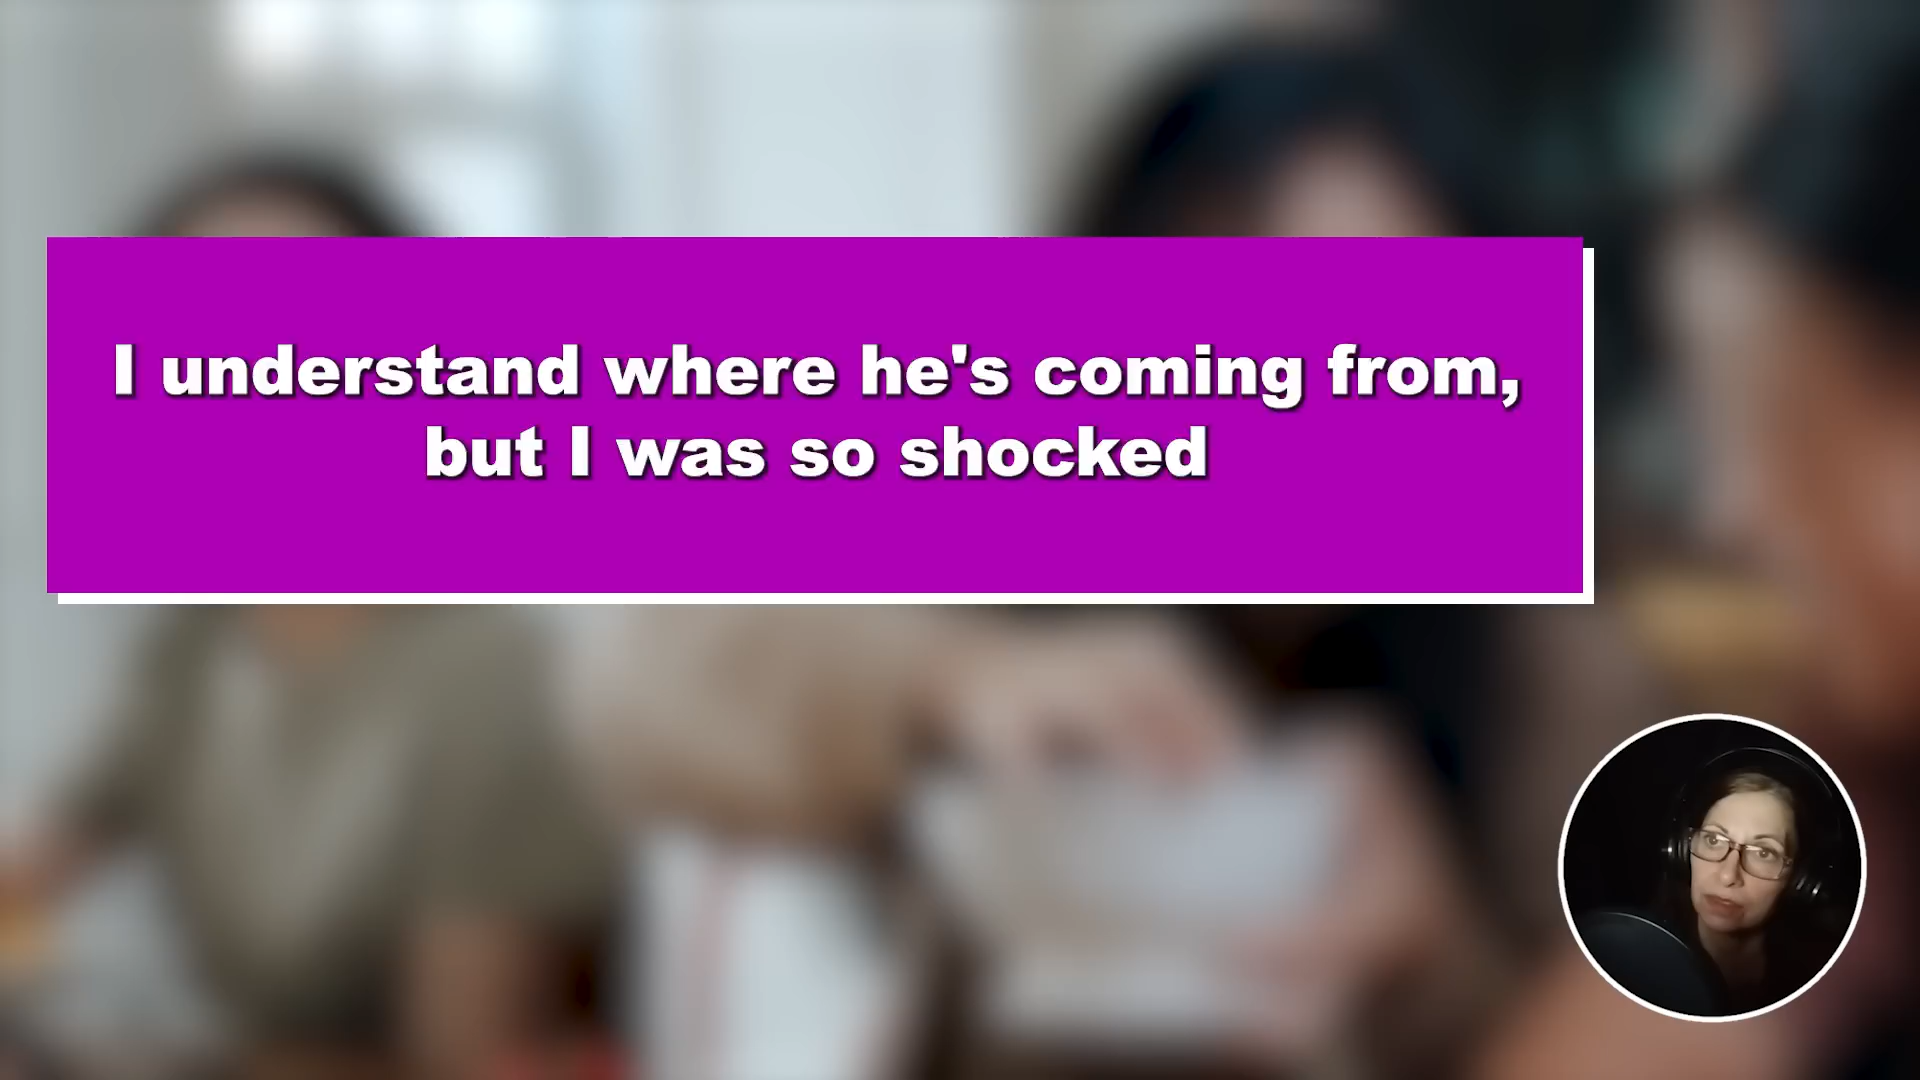 I understand where he's coming from,
but I was so shocked